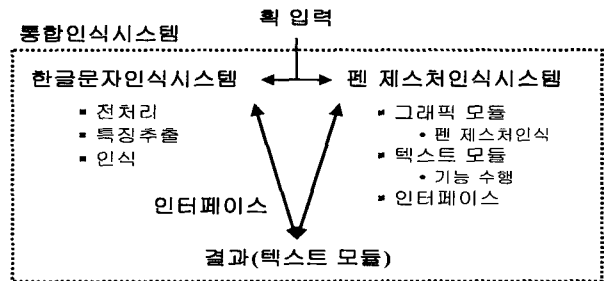 획 입력
통합인식시스템
한글문자인식시스템
펜 제스처인식시스템
▪ 전처리
▪ 특징추출
▪ 인식
▪ 그래픽 모듈
• 펜 제스처인식
▪ 텍스트 모듈
• 기능 수행
▪ 인터페이스
인터페이스
결과(텍스트 모듈)